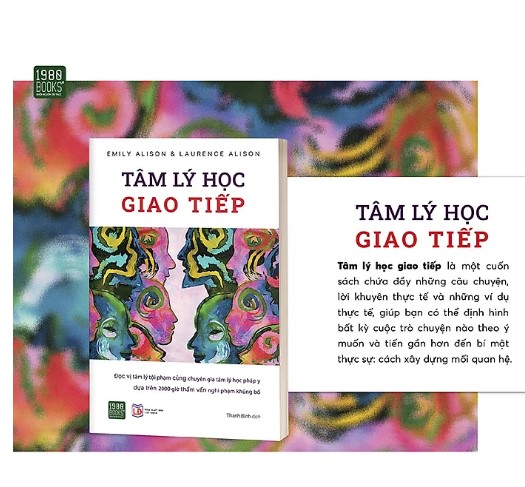 1980
BOOKS
EMILY ALISON & LAURENCE ALISON
TÂM LÝ HỌC
GIAO TIẾP
Đọc vị tâm lý tội phạm cùng chuyên gia tâm lý học pháp y
dựa trên 2000 giờ thẩm vấn nghi phạm khủng bố
1980
BOOKS
Thanh Bình dịch
TÂM LÝ HỌC
GIAO TIẾP
Tâm lý học giao tiếp là một cuốn
sách chứa đầy những câu chuyện,
lời khuyên thực tế và những ví dụ
thực tế, giúp bạn có thể định hình
bất kỳ cuộc trò chuyện nào theo ý
muốn và tiến gần hơn đến bí mật
thực sự: cách xây dựng mối quan hệ.